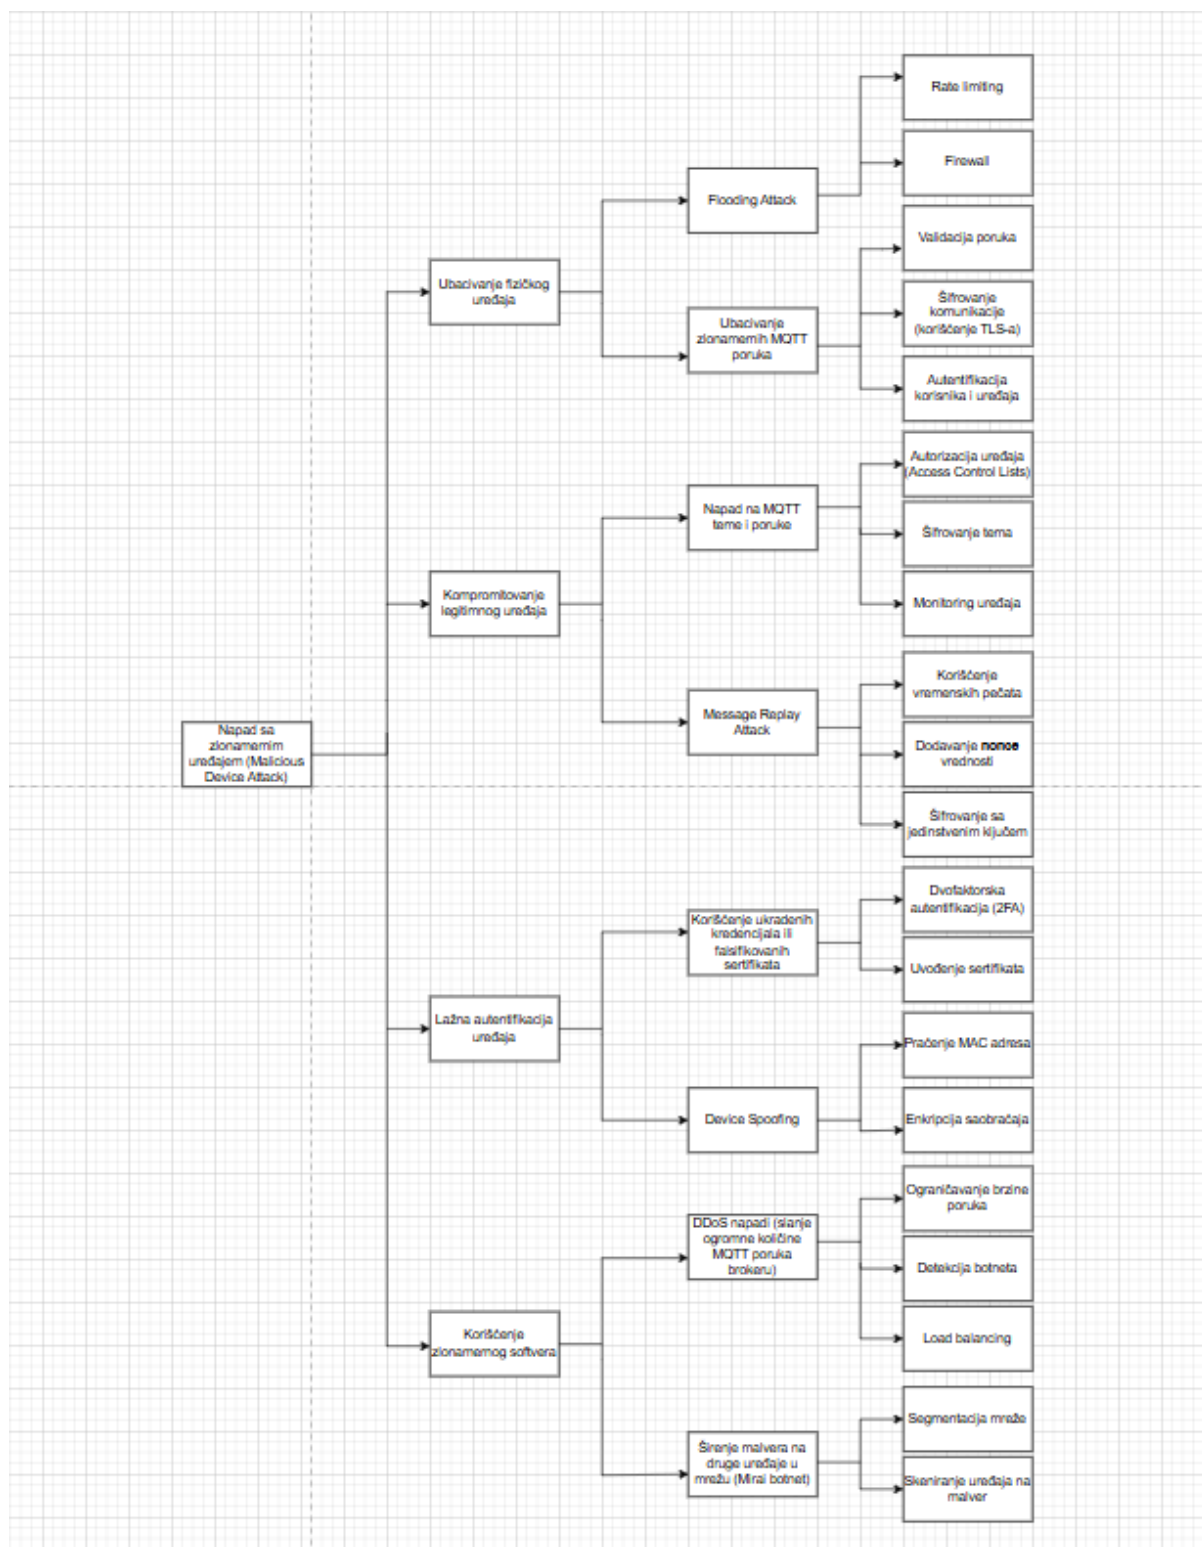 Napad sa
zlonamernim
uređajem (Malicious
Device Attack)
Ubacivanje fizičkog
uređaja
Flooding Attack
Rate limiting
Firewall
Ubacivanje
zlonamernih MQTT
poruka
Validacija poruka
Šifrovanje
komunikacije
(korišćenje TLS-a)
Autentifikacija
korisnika i uređaja
Kompromitovanje
legitimnog uređaja
Napad na MQTT
teme i poruke
Autorizacija uređaja
(Access Control Lists)
Šifrovanje tema
Monitoring uređaja
Message Replay
Attack
Korišćenje
vremenskih pečata
Dodavanje nonce
vrednosti
Šifrovanje sa
jedinstvenim ključem
Lažna autentifikacija
uređaja
Korišćenje ukradenih
kredencijala ili
falsifikovanih
sertifikata
Dvofaktorska
autentifikacija (2FA)
Uvođenje sertifikata
Device Spoofing
Praćenje MAC adresa
Enkripcija saobraćaja
Korišćenje
zlonamernog softvera
DDoS napadi (slanje
ogromne količine
MQTT poruka
brokeru)
Ograničavanje brzine
poruka
Detekcija botneta
Load balancing
Širenje malvera na
druge uređaje u
mrežu (Mirai botnet)
Segmentacija mreže
Skeniranje uređaja na
malver